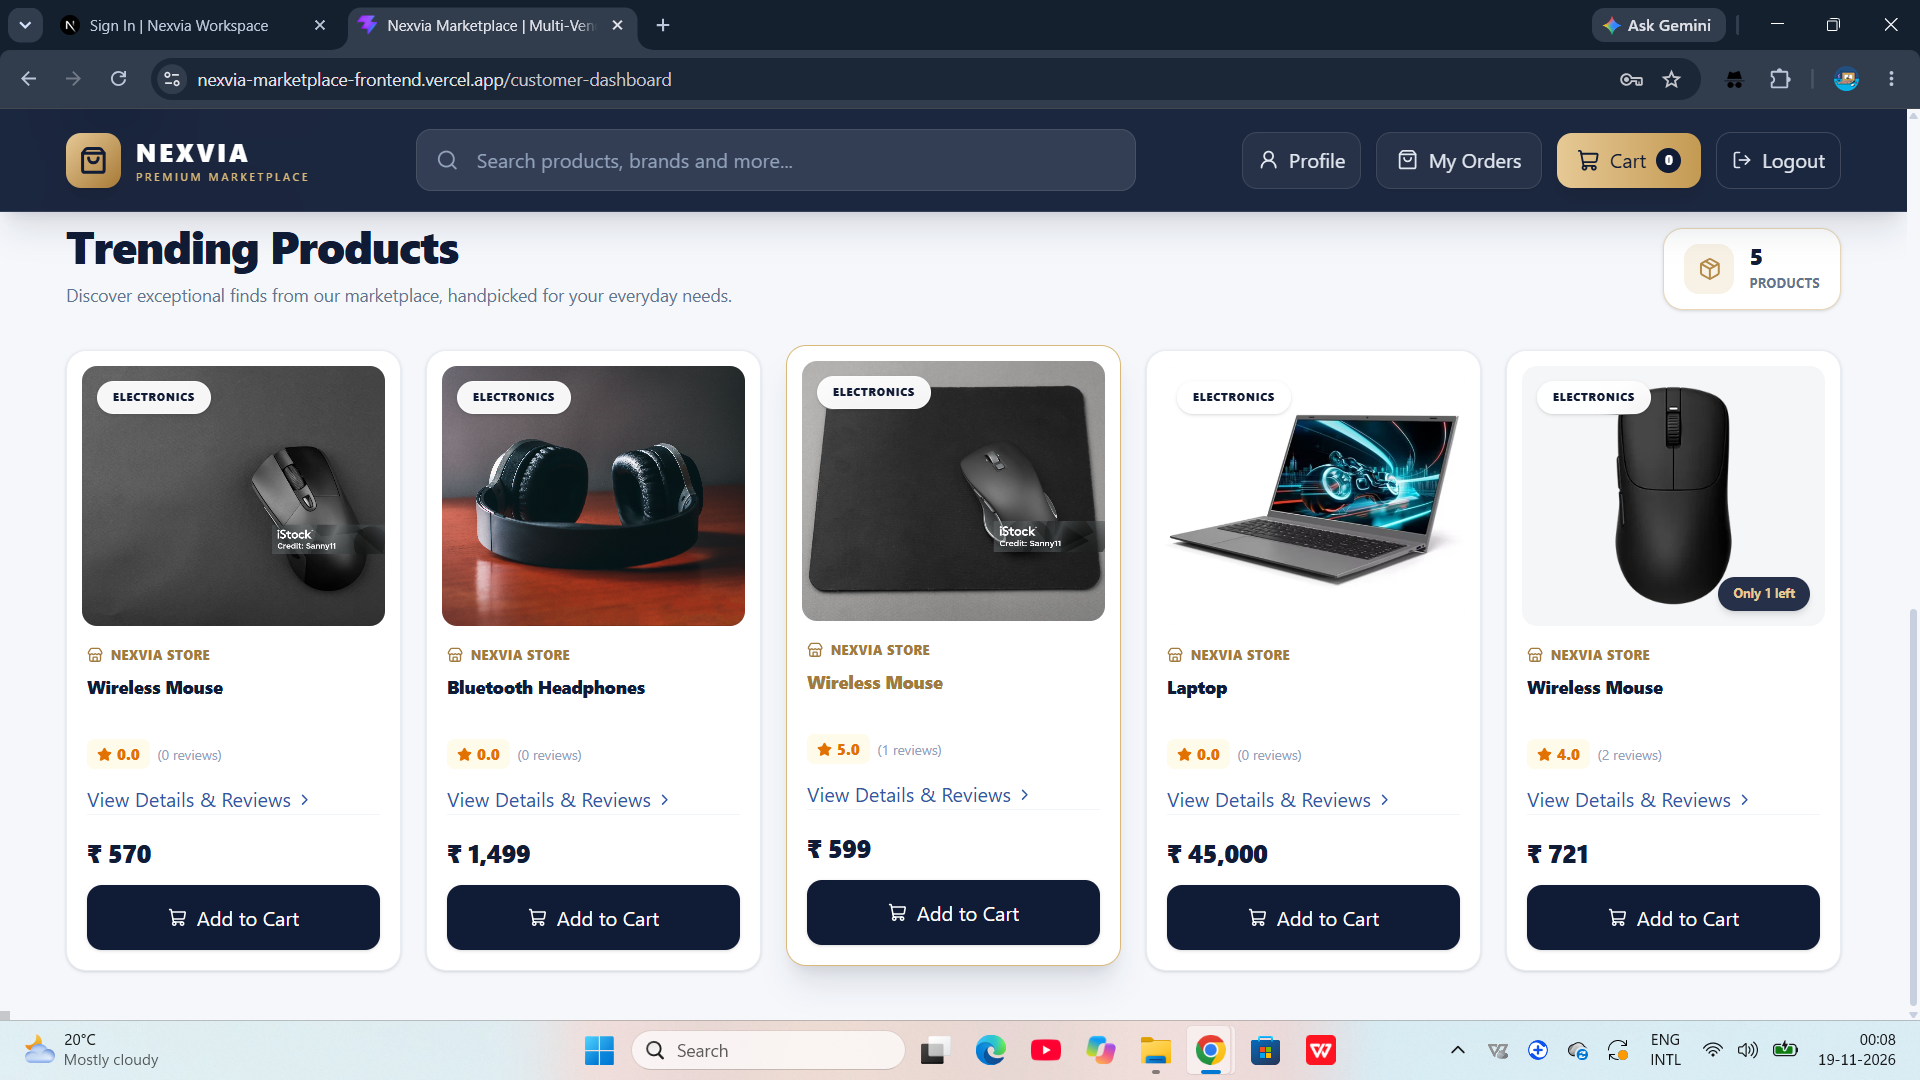 Sign In | Nexvia Workspace
Nexvia Marketplace | Multi-Ven
Ask Gemini
nexvia-marketplace-frontend.vercel.app/customer-dashboard
NEXVIA
PREMIUM MARKETPLACE
Search products, brands and more...
Profile
My Orders
Cart 0
Logout
Trending Products
Discover exceptional finds from our marketplace, handpicked for your everyday needs.
5
PRODUCTS
ELECTRONICS
iStock
Credit: Sanny11
NEXVIA STORE
Wireless Mouse
0.0 (0 reviews)
View Details & Reviews
₹ 570
Add to Cart
ELECTRONICS
NEXVIA STORE
Bluetooth Headphones
0.0 (0 reviews)
View Details & Reviews
₹ 1,499
Add to Cart
ELECTRONICS
iStock
Credit: Sanny11
NEXVIA STORE
Wireless Mouse
5.0 (1 reviews)
View Details & Reviews
₹ 599
Add to Cart
ELECTRONICS
NEXVIA STORE
Laptop
0.0 (0 reviews)
View Details & Reviews
₹ 45,000
Add to Cart
ELECTRONICS
Only 1 left
NEXVIA STORE
Wireless Mouse
4.0 (2 reviews)
View Details & Reviews
₹ 721
Add to Cart
20°C
Mostly cloudy
Search
ENG
INTL
00:08
19-11-2026